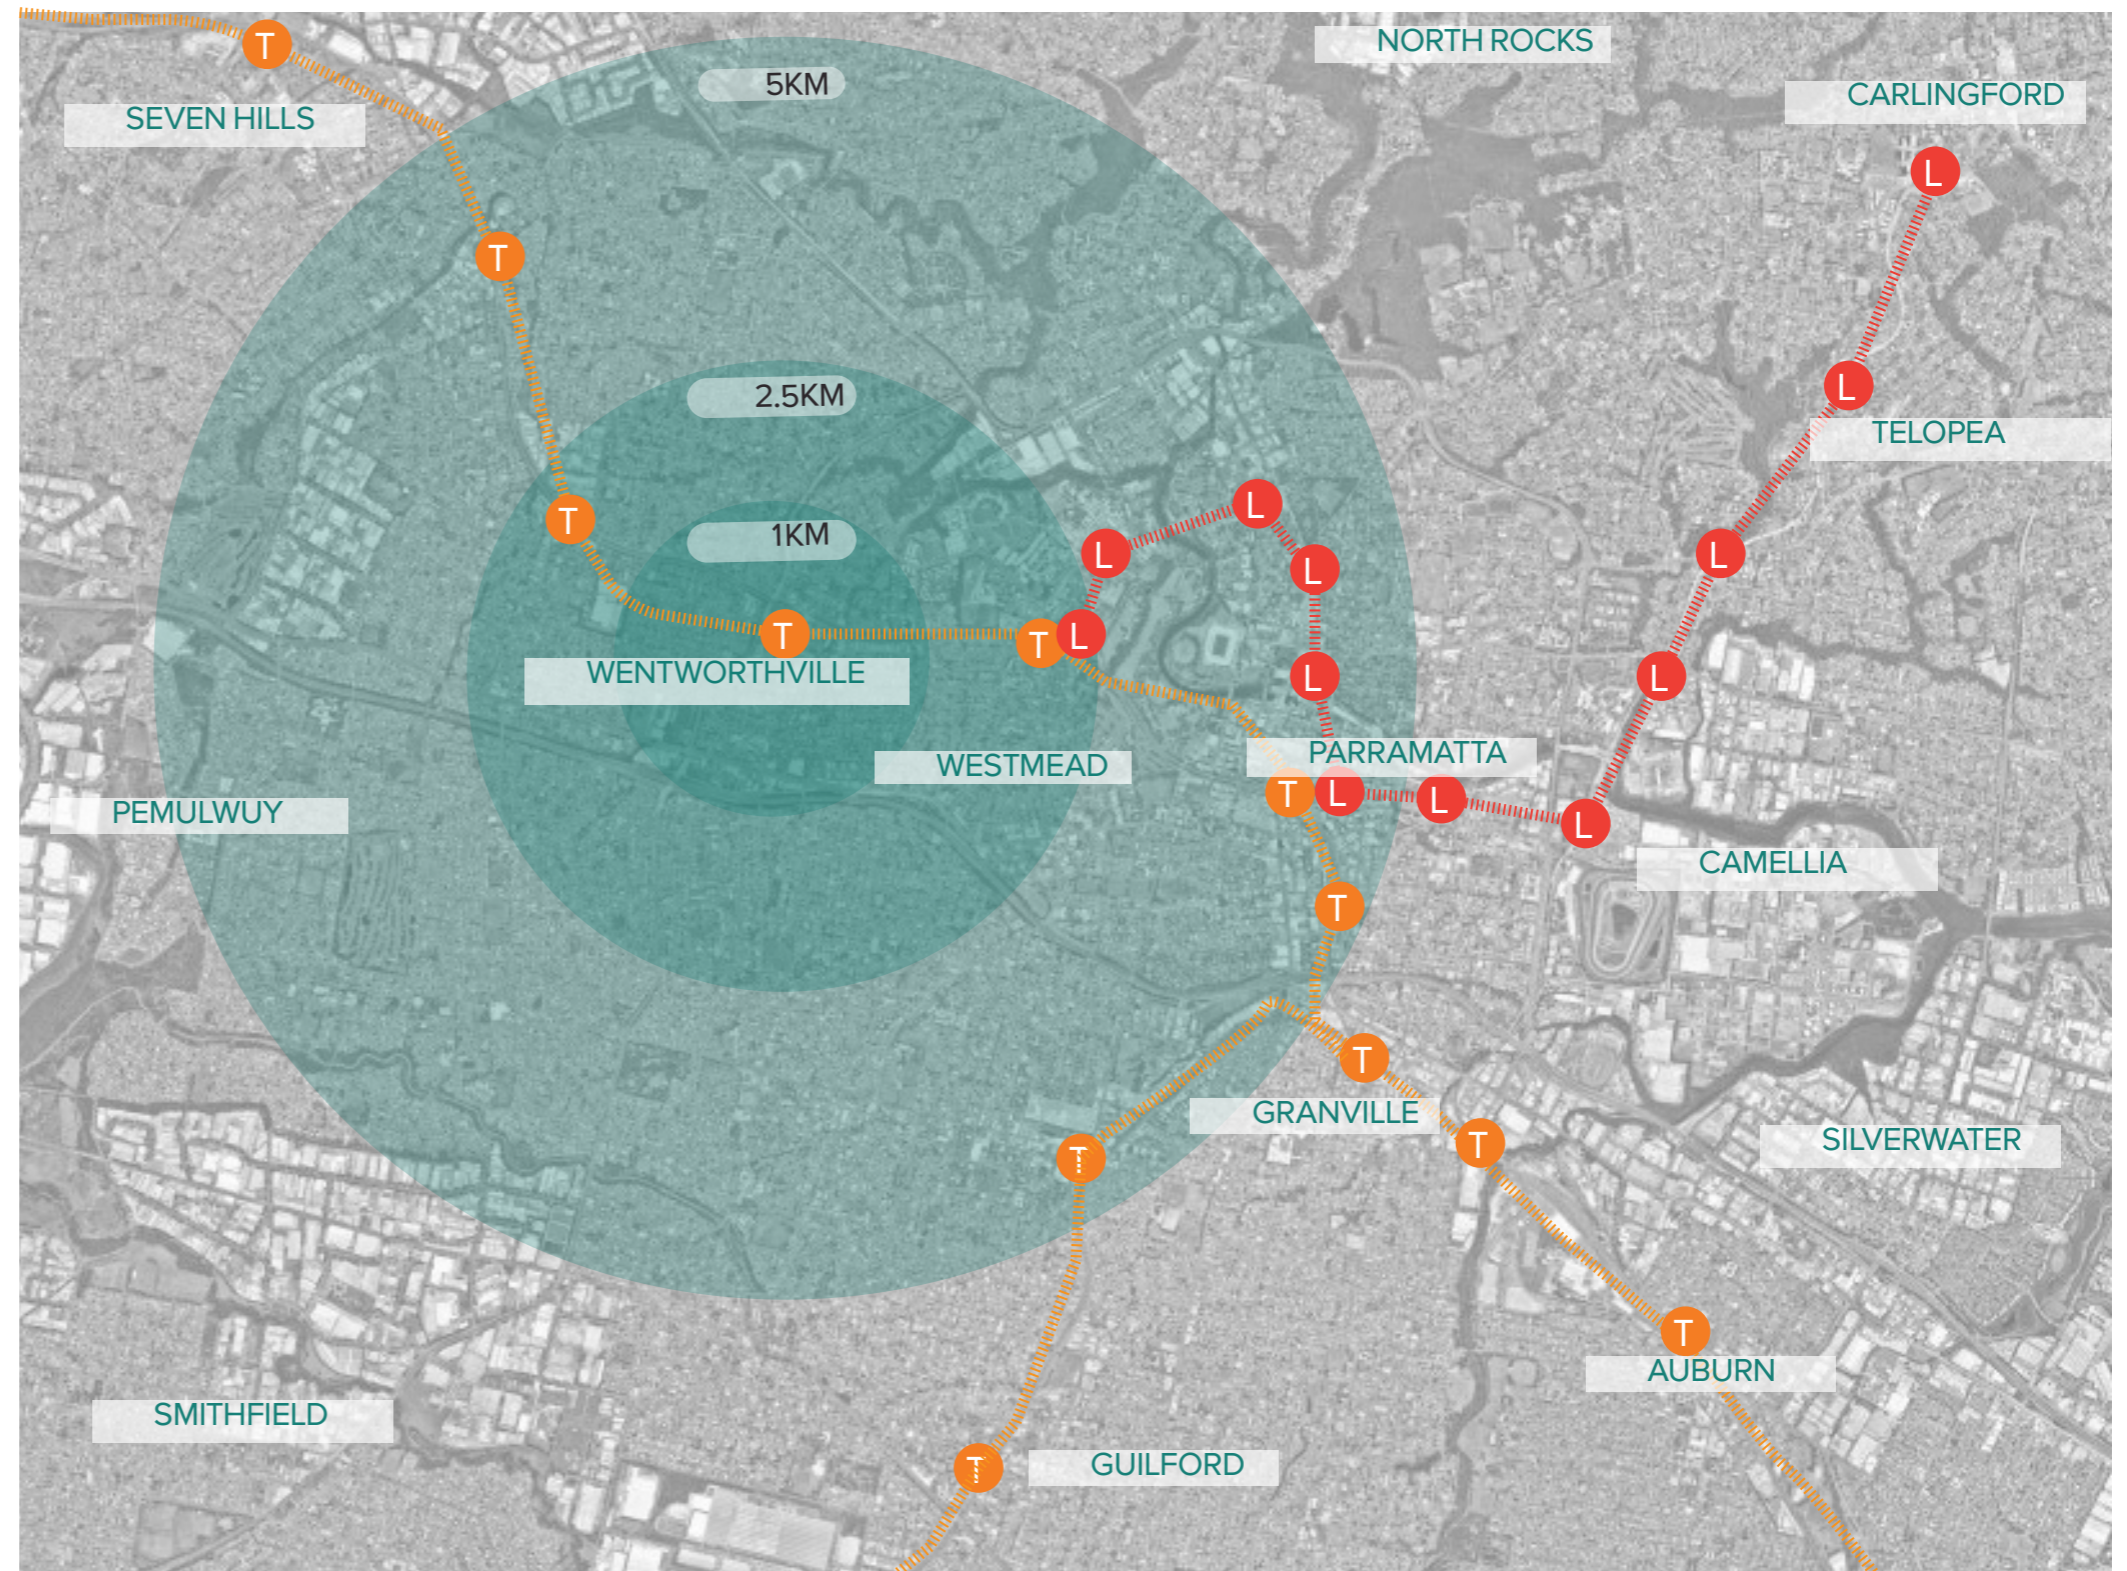 NORTH ROCKS
T
5KM
CARLINGFORD
SEVEN HILLS
L
T
L
2.5KM
TELOPEA
L
T
1KM
L
L
L
T
WENTWORTHVILLE
T
L
L
L
WESTMEAD
PARRAMATTA
T
L
L
L
PEMULWUY
CAMELLIA
T
T
GRANVILLE
T
SILVERWATER
T
T
AUBURN
SMITHFIELD
T
GUILFORD